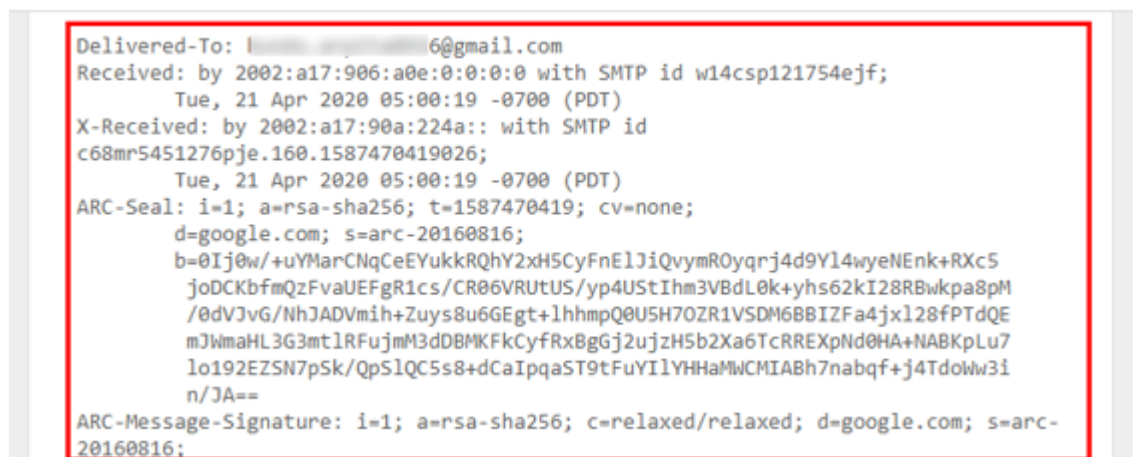 Delivered-To: 6@gmail.com
Received: by 2002:a17:906:a0e:0:0:0:0 with SMTP id w14csp121754ejf;
Tue, 21 Apr 2020 05:00:19 -0700 (PDT)
X-Received: by 2002:a17:90a:224a:: with SMTP id
c68mr5451276pje.160.1587470419026;
Tue, 21 Apr 2020 05:00:19 -0700 (PDT)
ARC-Seal: i=1; a=rsa-sha256; t=1587470419; cv=none;
d=google.com; s=arc-20160816;
b=0Ij0w/+uYMarCNqCeEYukkRQhY2xH5CyFnElJiQvymROyqrj4d9Yl4wyeNEnk+RXc5
joDCKbfmQzFvaUEFgR1cs/CR06VRUtUS/yp4UStIhm3VBdL0k+yhs62kI28RBwkpa8pM
/0dVJvG/NhJADVmih+Zuys8u6GEgt+lhhmpQ0U5H7OZR1VSDM6BBIZFa4jxl28fPTdQE
mJWmaHL3G3mtlRFujmM3dDBMKFkCyfRxBgGj2ujzH5b2Xa6TcRREXpNd0HA+NABKpLu7
lo192EZSN7pSk/QpSlQC5s8+dCaIpqaST9tFuYIlYHHaMWCMIABh7nabqf+j4TdoWw3i
n/JA==
ARC-Message-Signature: i=1; a=rsa-sha256; c=relaxed/relaxed; d=google.com; s=arc-
20160816;